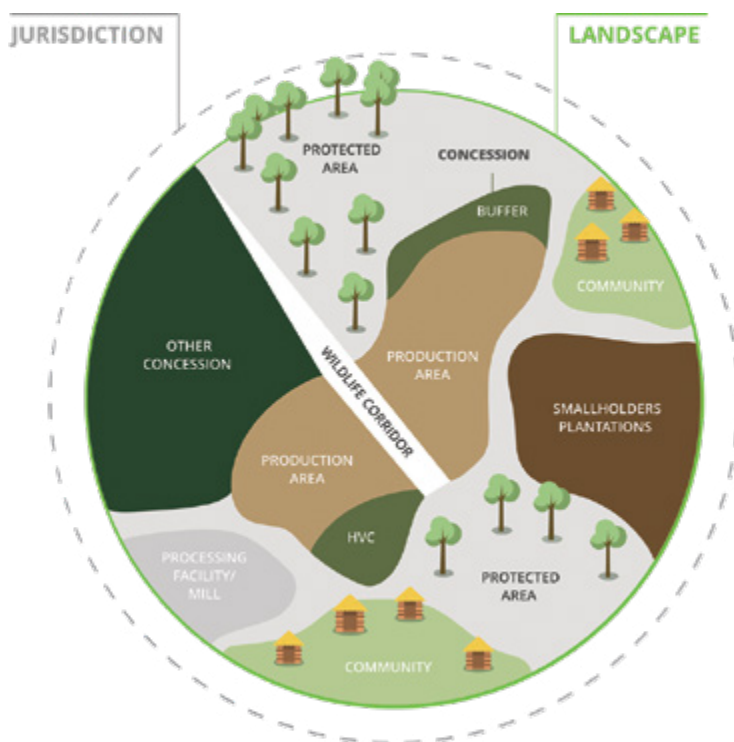 JURISDICTION
LANDSCAPE
PROTECTED
AREA
CONCESSION
BUFFER
COMMUNITY
OTHER
CONCESSION
WILDLIFE CORRIDOR
PRODUCTION
AREA
SMALLHOLDERS
PLANTATIONS
PRODUCTION
AREA
HVC
PROCESSING
FACILITY/
MILL
PROTECTED
AREA
COMMUNITY